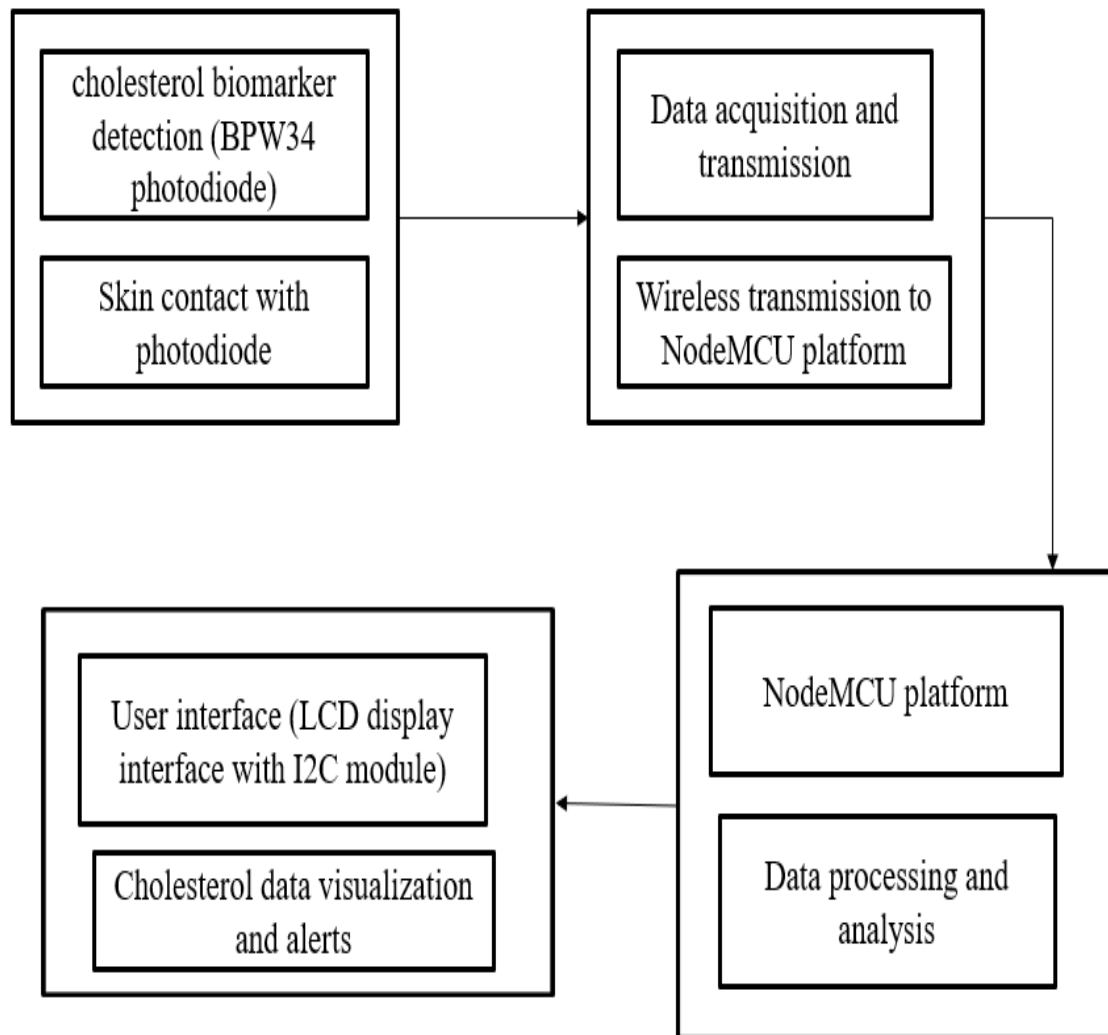 cholesterol biomarker
detection (BPW34
photodiode)
Skin contact with
photodiode
Data acquisition and
transmission
Wireless transmission to
NodeMCU platform
NodeMCU platform
Data processing and
analysis
User interface (LCD display
interface with I2C module)
Cholesterol data visualization
and alerts